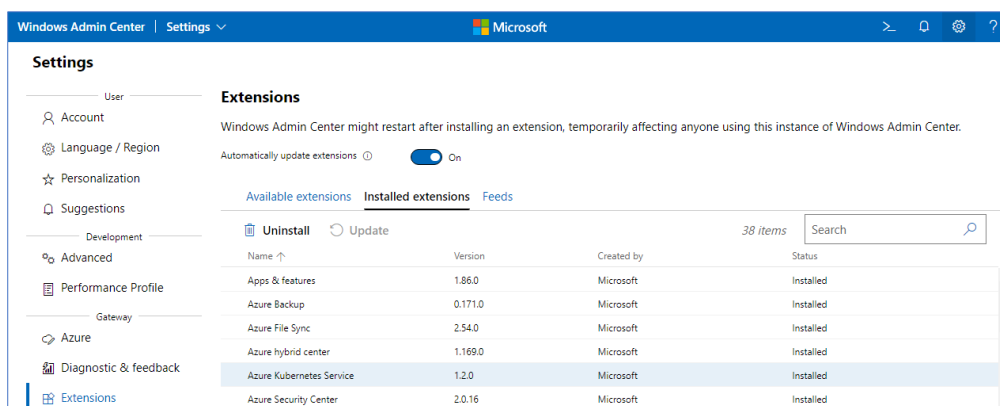 Windows Admin Center | Settings
Microsoft
>_
?
Settings
User
Account
Language / Region
Personalization
Suggestions
Development
Advanced
Performance Profile
Gateway
Azure
Diagnostic & feedback
Extensions
Extensions
Windows Admin Center might restart after installing an extension, temporarily affecting anyone using this instance of Windows Admin Center.
Automatically update extensions
On
Available extensions Installed extensions Feeds
Uninstall Update 38 items Search
Name ↑ Version Created by Status
Apps & features 1.86.0 Microsoft Installed
Azure Backup 0.171.0 Microsoft Installed
Azure File Sync 2.54.0 Microsoft Installed
Azure hybrid center 1.169.0 Microsoft Installed
Azure Kubernetes Service 1.2.0 Microsoft Installed
Azure Security Center 2.0.16 Microsoft Installed